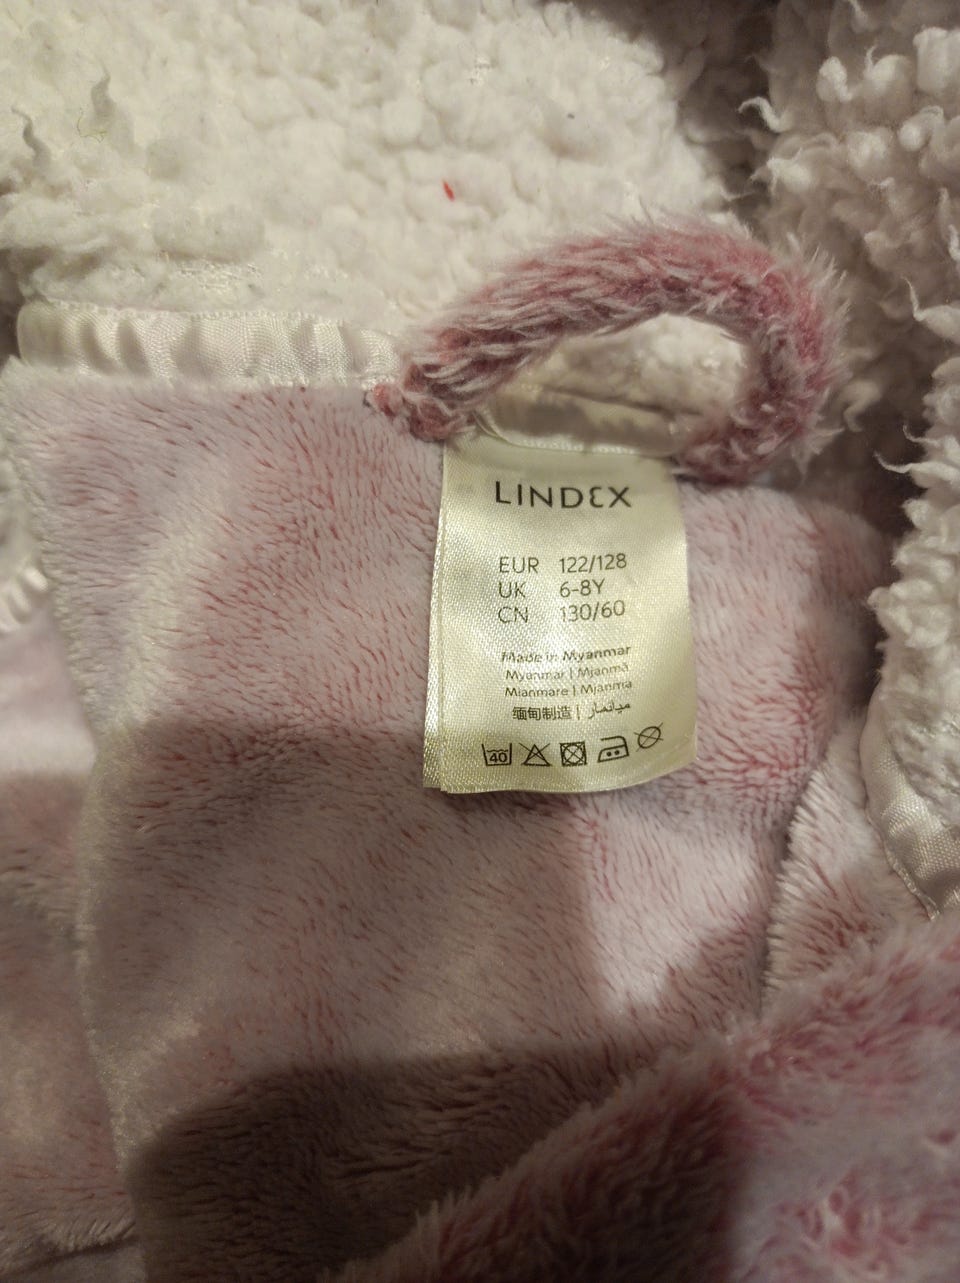 LINDEX
EUR 122/128
UK 6-8Y
CN 130/60
Made in Myanmar
Myanmar | Mjanmā
Mianmare | Mjanma
缅甸制造 | ميانمار
40